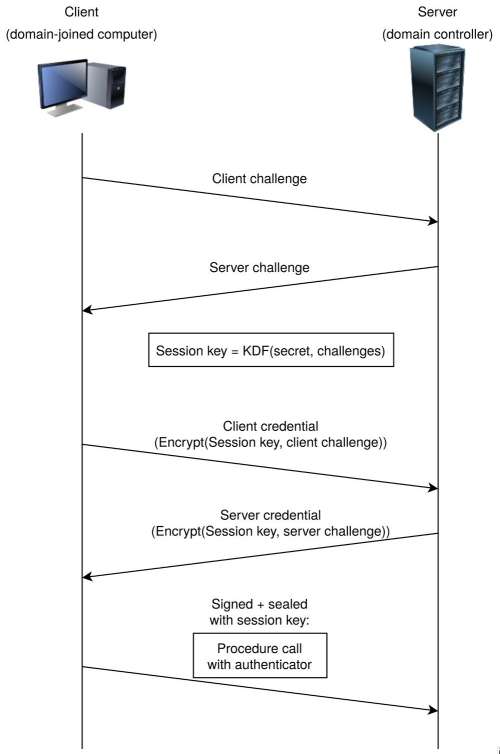 Client
(domain-joined computer)
Server
(domain controller)
Client challenge
Server challenge
Session key = KDF(secret, challenges)
Client credential
(Encrypt(Session key, client challenge))
Server credential
(Encrypt(Session key, server challenge))
Signed + sealed
with session key:
Procedure call
with authenticator